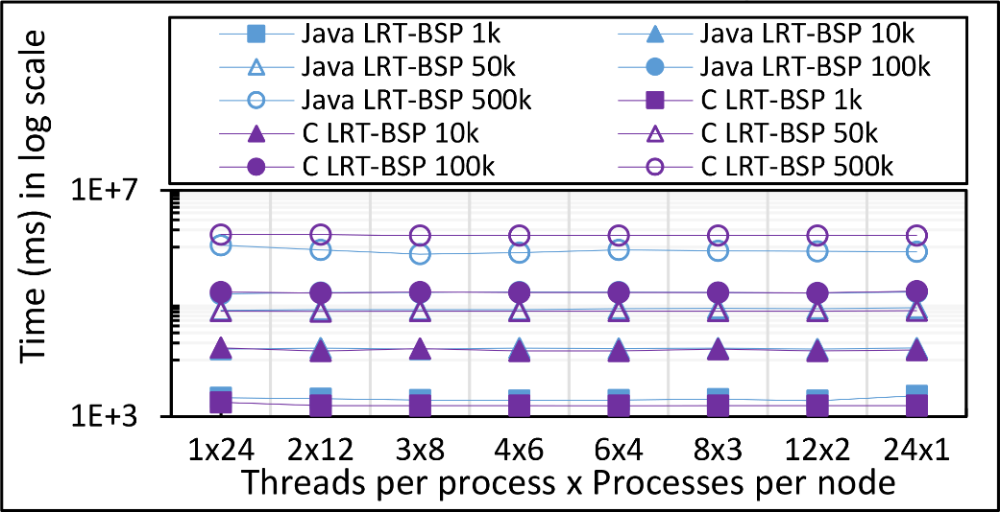 Java LRT-BSP 1k Java LRT-BSP 10k
Java LRT-BSP 50k Java LRT-BSP 100k
Java LRT-BSP 500k C LRT-BSP 1k
C LRT-BSP 10k C LRT-BSP 50k
C LRT-BSP 100k C LRT-BSP 500k
Time (ms) in log scale
1E+7
1E+3
1x24 2x12 3x8 4x6 6x4 8x3 12x2 24x1
Threads per process x Processes per node